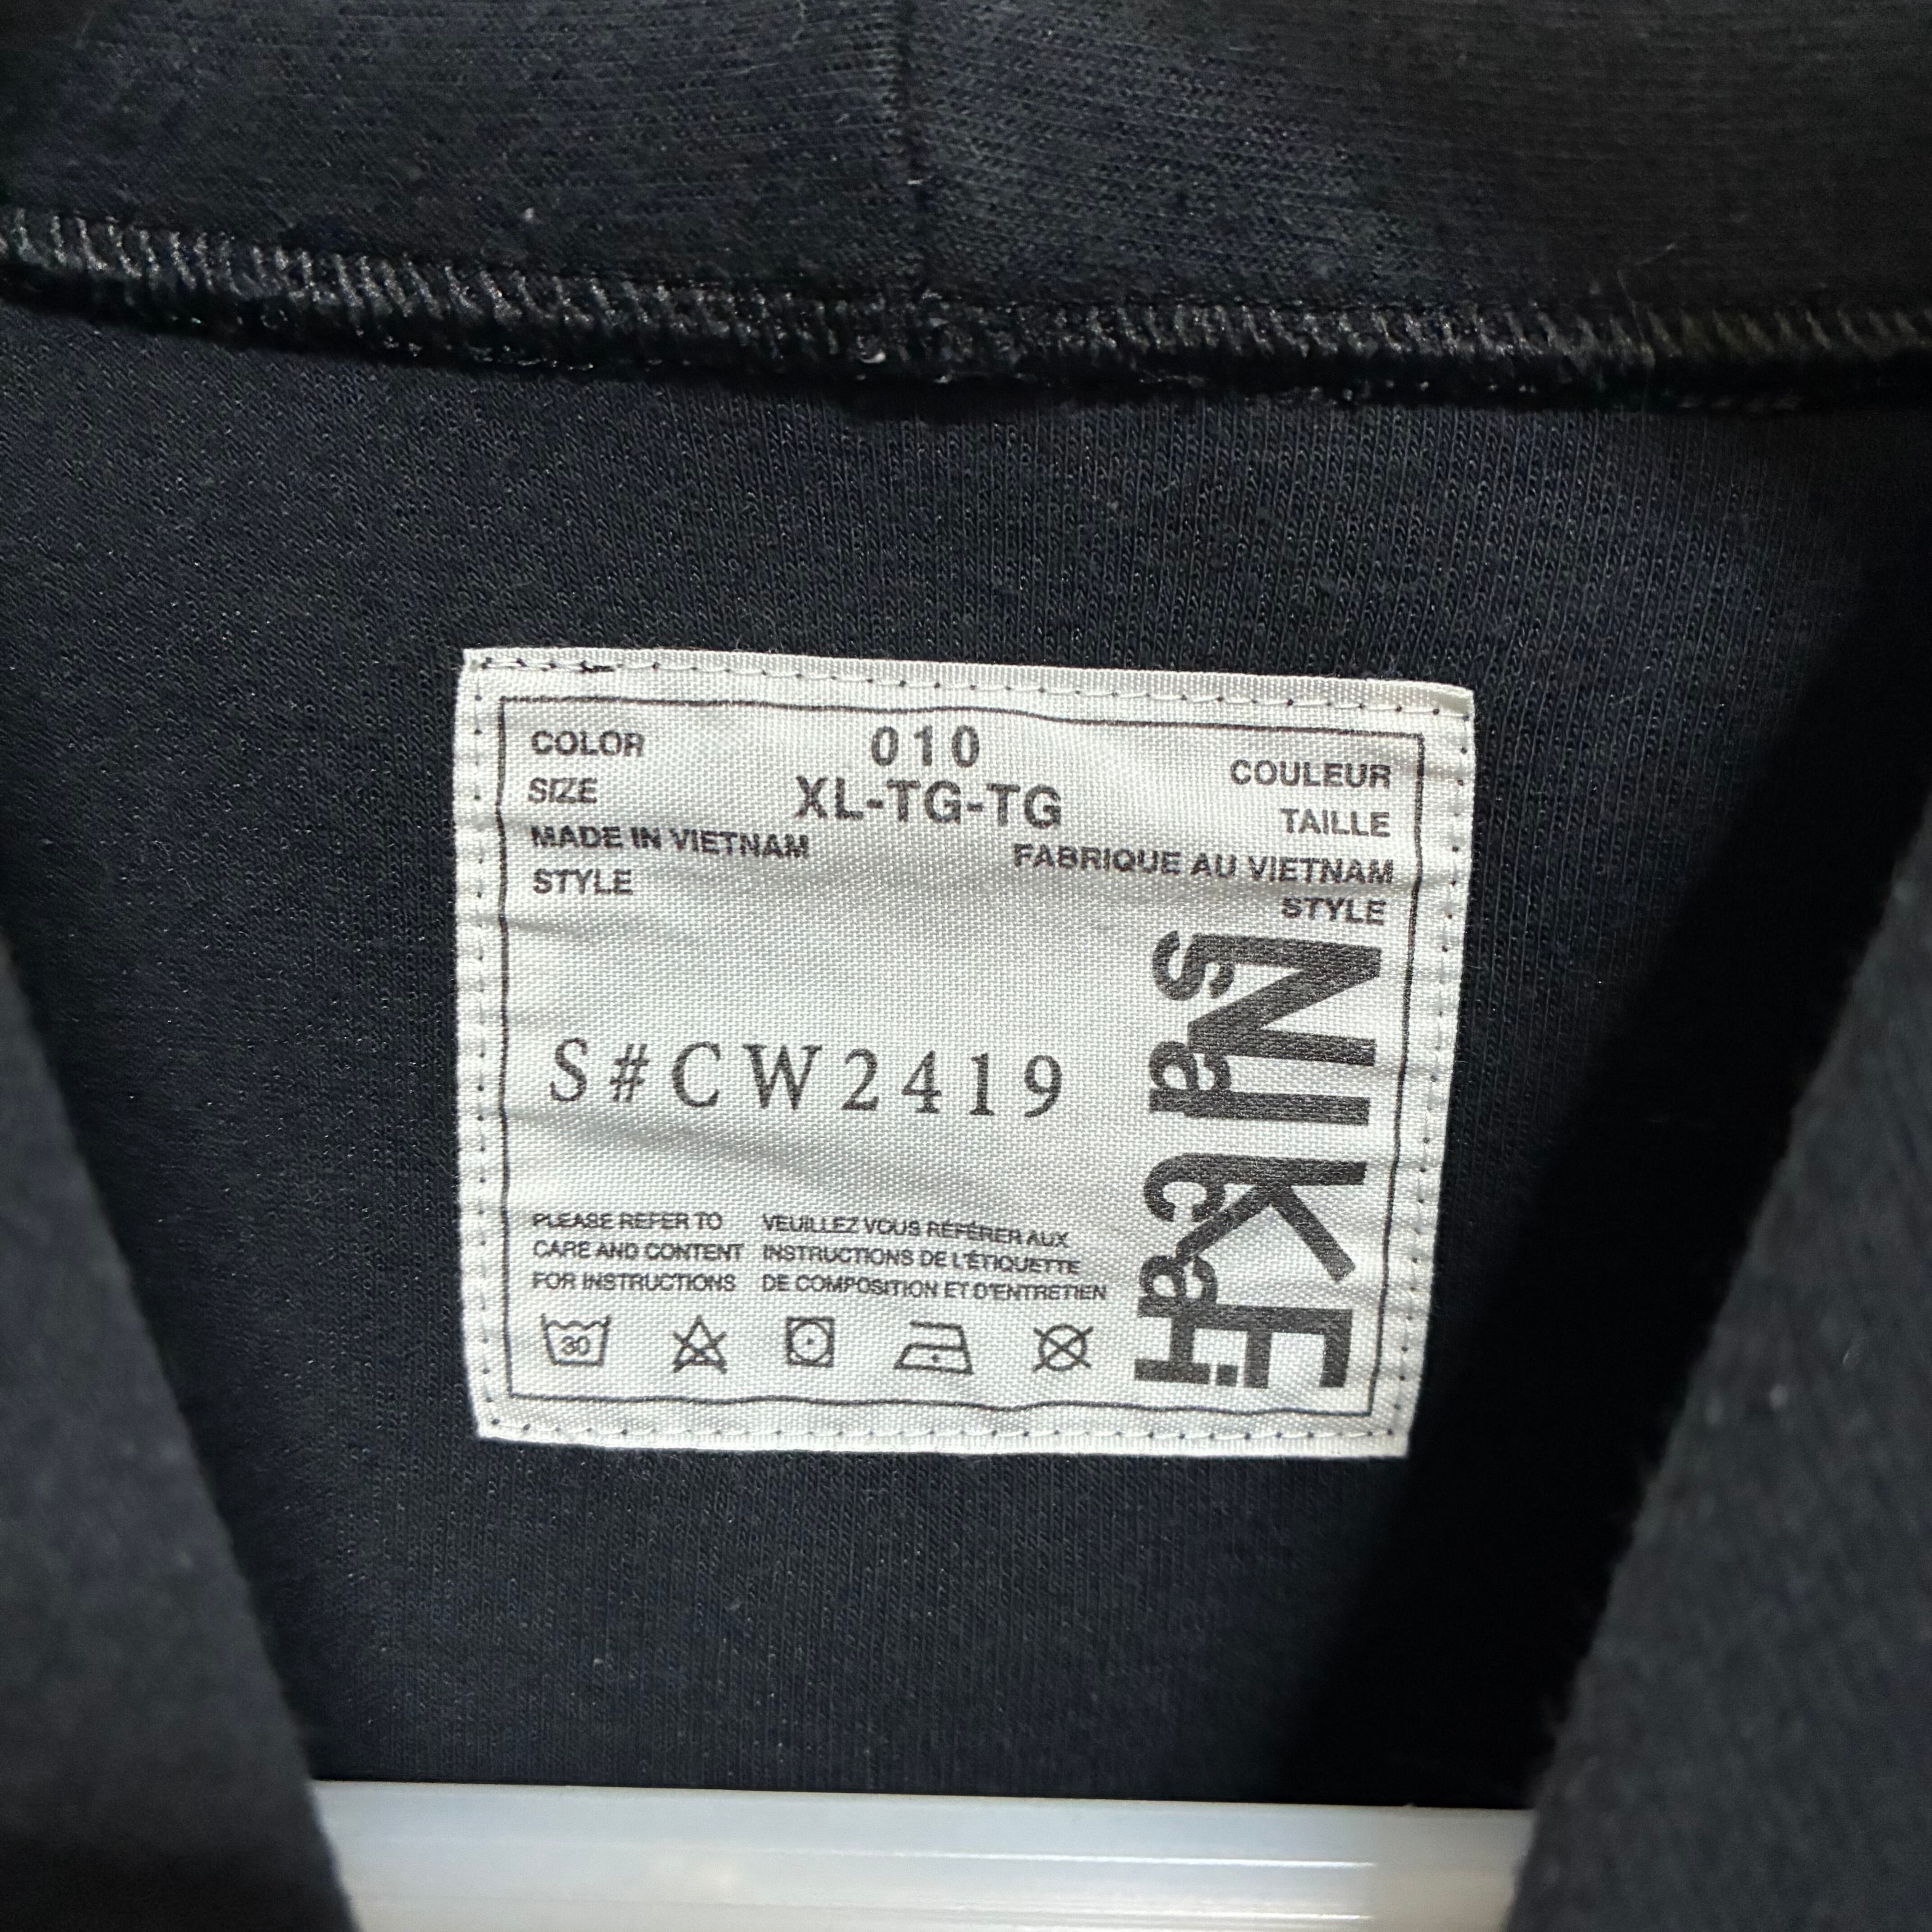 COLOR 010 COULEUR
SIZE XL-TG-TG TAILLE
MADE IN VIETNAM FABRIQUE AU VIETNAM
STYLE STYLE
S#CW2419
NIKE
sacai
PLEASE REFER TO
CARE AND CONTENT
FOR INSTRUCTIONS
VEUILLEZ VOUS RÉFÉRER AUX
INSTRUCTIONS DE L'ÉTIQUETTE
DE COMPOSITION ET D'ENTRETIEN
30